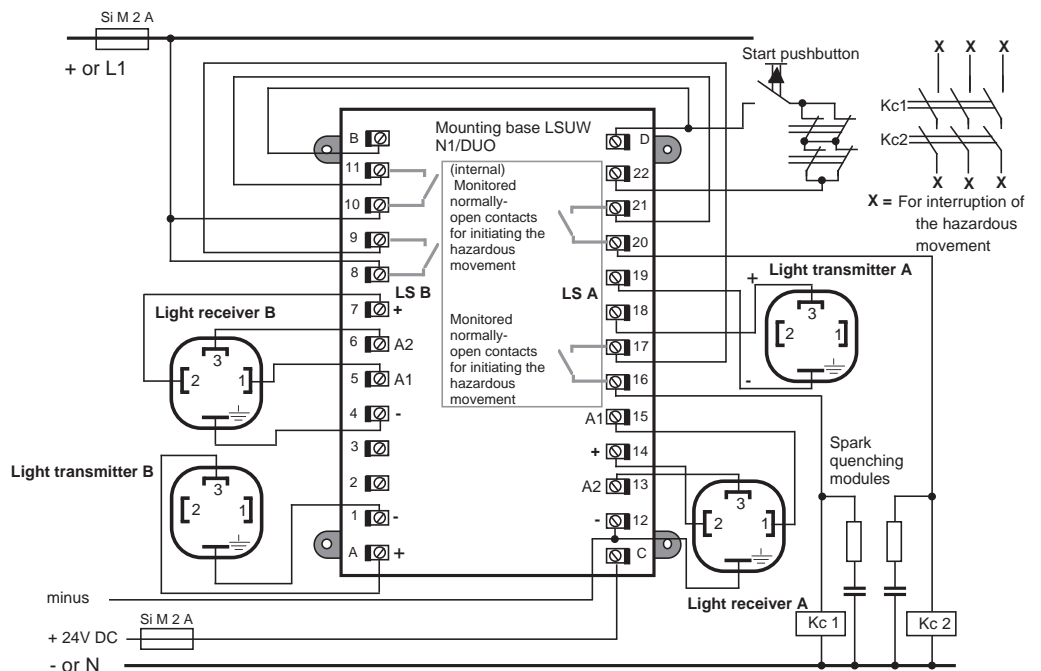 Si M 2 A
+ or L1
Start pushbutton
X X X
Kc1
Kc2
X X X
X = For interruption of
the hazardous
movement
Mounting base LSUW
N1/DUO
(internal)
Monitored
normally-
open contacts
for initiating the
hazardous
movement
Monitored
normally-
open contacts
for initiating the
hazardous
movement
LS B
LS A
B
11
10
9
8
7 +
6 A2
5 A1
4 -
3
2
1 -
A +
D
22
21
20
19
18
17
16
A1 15
+ 14
A2 13
- 12
C
Light receiver B
3
2 1
Light transmitter B
3
2 1
Light transmitter A
+
3
2 1
-
Light receiver A
3
2 1
Spark
quenching
modules
Kc 1
Kc 2
minus
Si M 2 A
+ 24V DC
- or N